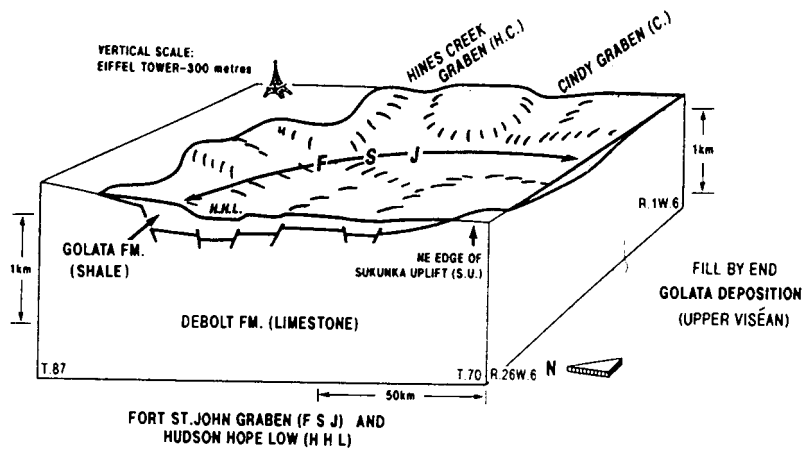 VERTICAL SCALE:
EIFFEL TOWER-300 metres
HINES CREEK
GRABEN (H.C.)
CINDY GRABEN (C.)
F S J
H.H.L.
1km
R.1W.6
GOLATA FM.
(SHALE)
1km
NE EDGE OF
SUKUNKA UPLIFT (S.U.)
DEBOLT FM. (LIMESTONE)
FILL BY END
GOLATA DEPOSITION
(UPPER VISÉAN)
T.87
T.70
R.26W.6
N
50km
FORT ST.JOHN GRABEN (F S J) AND
HUDSON HOPE LOW (H H L)